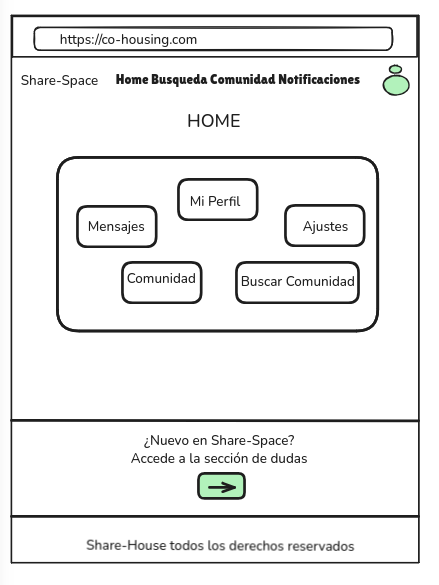 https://co-housing.com
Share-Space Home Busqueda Comunidad Notificaciones
HOME
Mi Perfil
Mensajes
Ajustes
Comunidad
Buscar Comunidad
¿Nuevo en Share-Space?
Accede a la sección de dudas
Share-House todos los derechos reservados